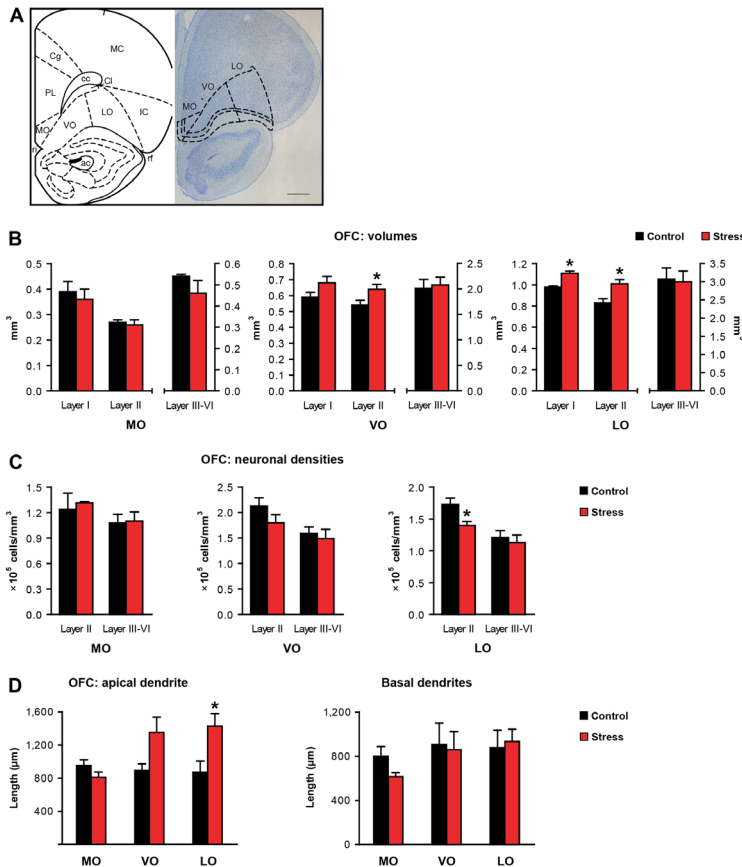 A
MC
Cg
cc
Cl
PL
LO
IC
MO
VO
ri
rf
ac
LO
VO
MO
B
OFC: volumes
Control
Stress
0.5
0.4
0.3
0.2
0.1
0.0
mm³
0.6
0.5
0.4
0.3
0.2
0.1
0.0
Layer I
Layer II
Layer III-VI
MO
0.8
0.7
0.6
0.5
0.4
0.3
0.2
0.1
0.0
mm³
*
2.5
2.0
1.5
1.0
0.5
0.0
Layer I
Layer II
Layer III-VI
VO
1.2
1.0
0.8
0.6
0.4
0.2
0.0
mm³
*
*
3.5
3.0
2.5
2.0
1.5
1.0
0.5
0.0
mm³
Layer I
Layer II
Layer III-VI
LO
C
OFC: neuronal densities
Control
Stress
1.5
1.2
0.9
0.6
0.3
0.0
×10⁵ cells/mm³
Layer II
Layer III-VI
MO
2.5
2.0
1.5
1.0
0.5
0.0
×10⁵ cells/mm³
Layer II
Layer III-VI
VO
2.0
1.5
1.0
0.5
0.0
×10⁵ cells/mm³
*
Layer II
Layer III-VI
LO
D
OFC: apical dendrite
1,600
1,200
800
400
Length (µm)
*
MO
VO
LO
Basal dendrites
Control
Stress
1,200
800
400
0
Length (µm)
MO
VO
LO